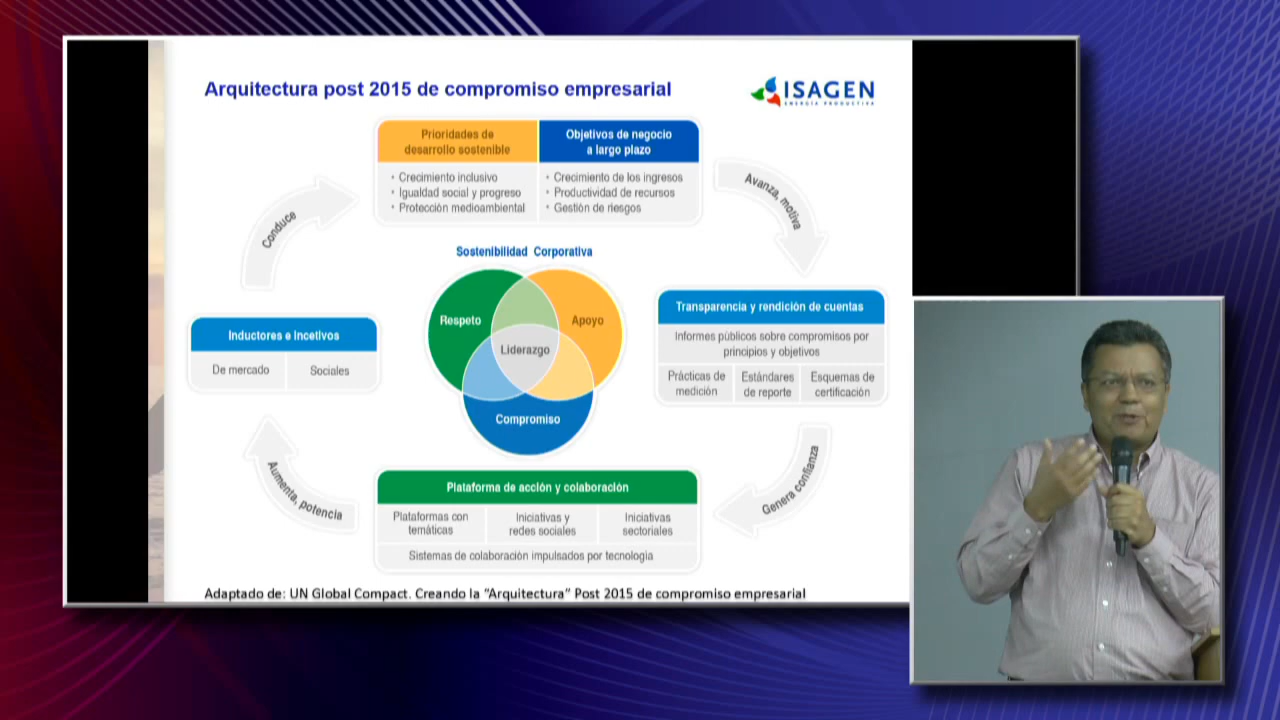 Arquitectura post 2015 de compromiso empresarial
ISAGEN
ENERGÍA PRODUCTIVA
Prioridades de
desarrollo sostenible
• Crecimiento inclusivo
• Igualdad social y progreso
• Protección medioambiental
Objetivos de negocio
a largo plazo
• Crecimiento de los ingresos
• Productividad de recursos
• Gestión de riesgos
Conduce
Avanza, motiva
Sostenibilidad Corporativa
Respeto
Apoyo
Liderazgo
Compromiso
Inductores e Incetivos
De mercado
Sociales
Transparencia y rendición de cuentas
Informes públicos sobre compromisos por
principios y objetivos
Prácticas de
medición
Estándares
de reporte
Esquemas de
certificación
Aumenta, potencia
Genera confianza
Plataforma de acción y colaboración
Plataformas con
temáticas
Iniciativas y
redes sociales
Iniciativas
sectoriales
Sistemas de colaboración impulsados por tecnologia
Adaptado de: UN Global Compact. Creando la “Arquitectura” Post 2015 de compromiso empresarial